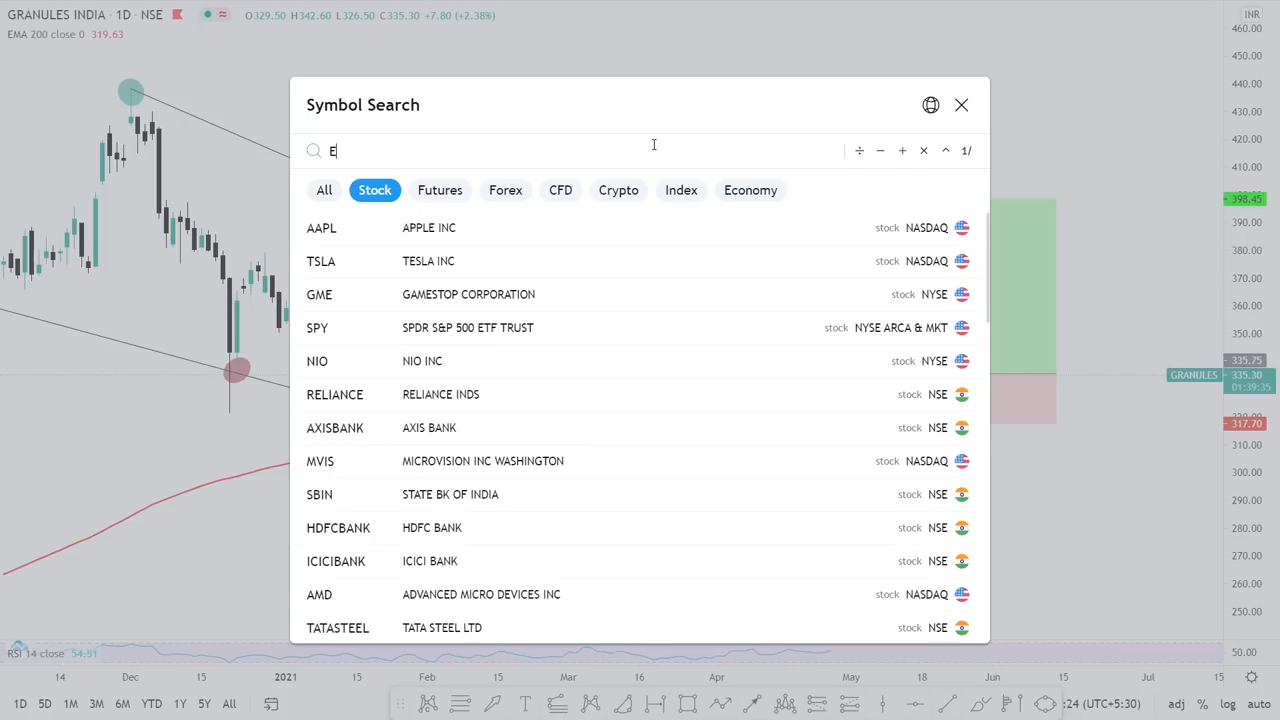 GRANULES INDIA · 1D · NSE O329.50 H342.60 L326.50 C335.30 +7.80 (+2.38%)
EMA 200 close 0 319.63
INR
Symbol Search
E
÷ − + × ^ 1/
All Stock Futures Forex CFD Crypto Index Economy
AAPL APPLE INC stock NASDAQ
TSLA TESLA INC stock NASDAQ
GME GAMESTOP CORPORATION stock NYSE
SPY SPDR S&P 500 ETF TRUST stock NYSE ARCA & MKT
NIO NIO INC stock NYSE
RELIANCE RELIANCE INDS stock NSE
AXISBANK AXIS BANK stock NSE
MVIS MICROVISION INC WASHINGTON stock NASDAQ
SBIN STATE BK OF INDIA stock NSE
HDFCBANK HDFC BANK stock NSE
ICICIBANK ICICI BANK stock NSE
AMD ADVANCED MICRO DEVICES INC stock NASDAQ
TATASTEEL TATA STEEL LTD stock NSE
460.00
450.00
440.00
430.00
420.00
410.00
398.45
390.00
380.00
370.00
360.00
350.00
335.75
GRANULES 335.30
01:39:35
317.70
310.00
300.00
290.00
280.00
270.00
260.00
250.00
RSI 14 close 54.51
50.00
14 Dec 15 2021 15 Feb 15 Mar 16 Apr May 15 Jun 15 Jul 15
1D 5D 1M 3M 6M YTD 1Y 5Y All
:24 (UTC+5:30) adj % log auto